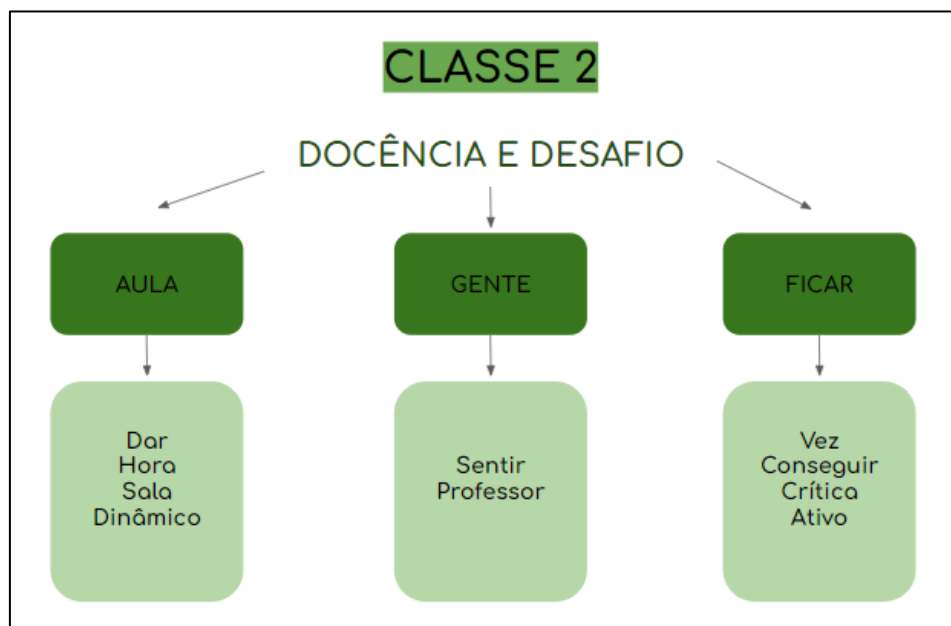 CLASSE 2
DOCÊNCIA E DESAFIO
AULA
GENTE
FICAR
Dar
Hora
Sala
Dinâmico
Sentir
Professor
Vez
Conseguir
Crítica
Ativo